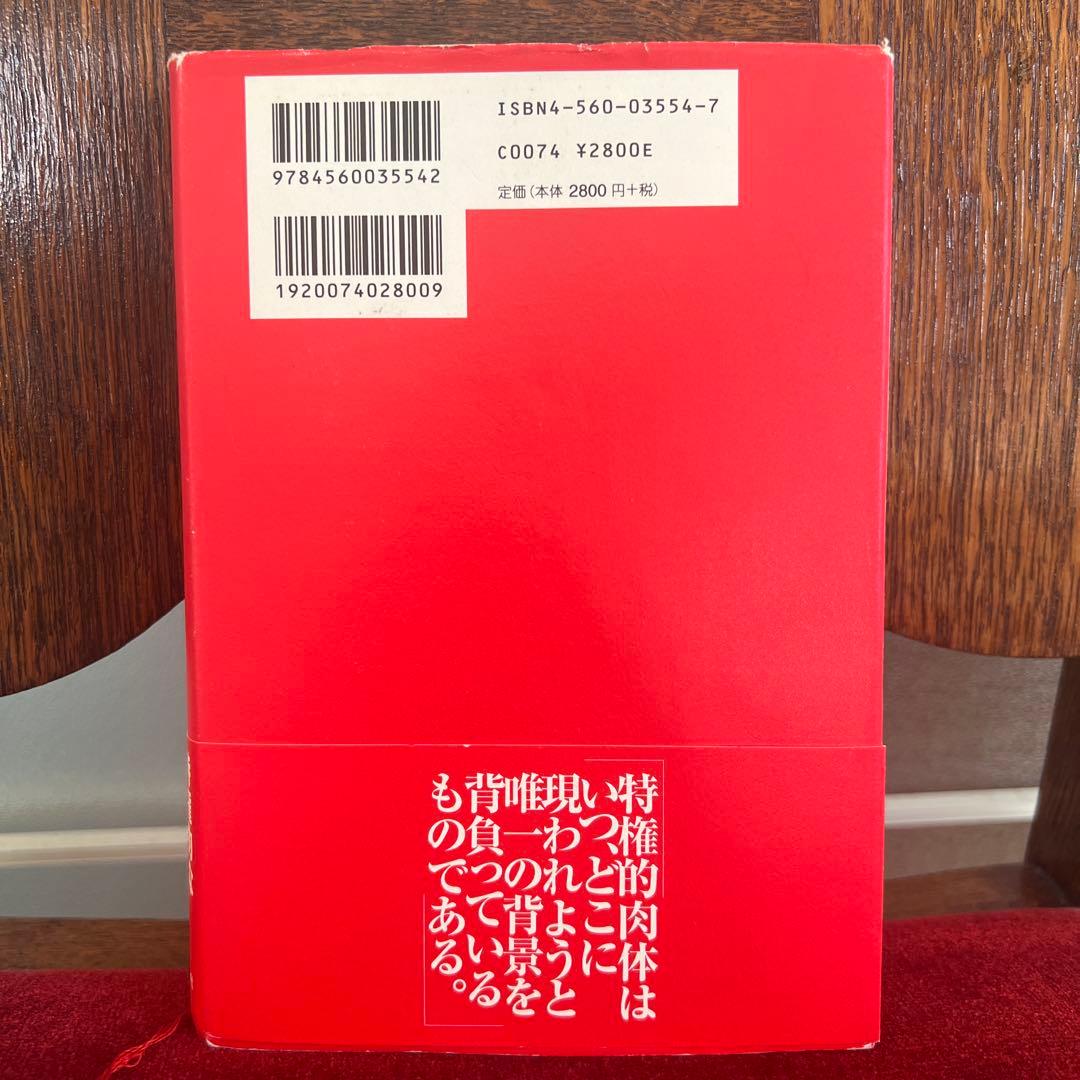 ISBN4-560-03554-7
C0074 ¥2800E
定価(本体 2800 円+税)
9784560035542
1920074028009
「特権的肉体は
いつ、どこに
現われようと
唯一の背景を
背負っている
ものである。」